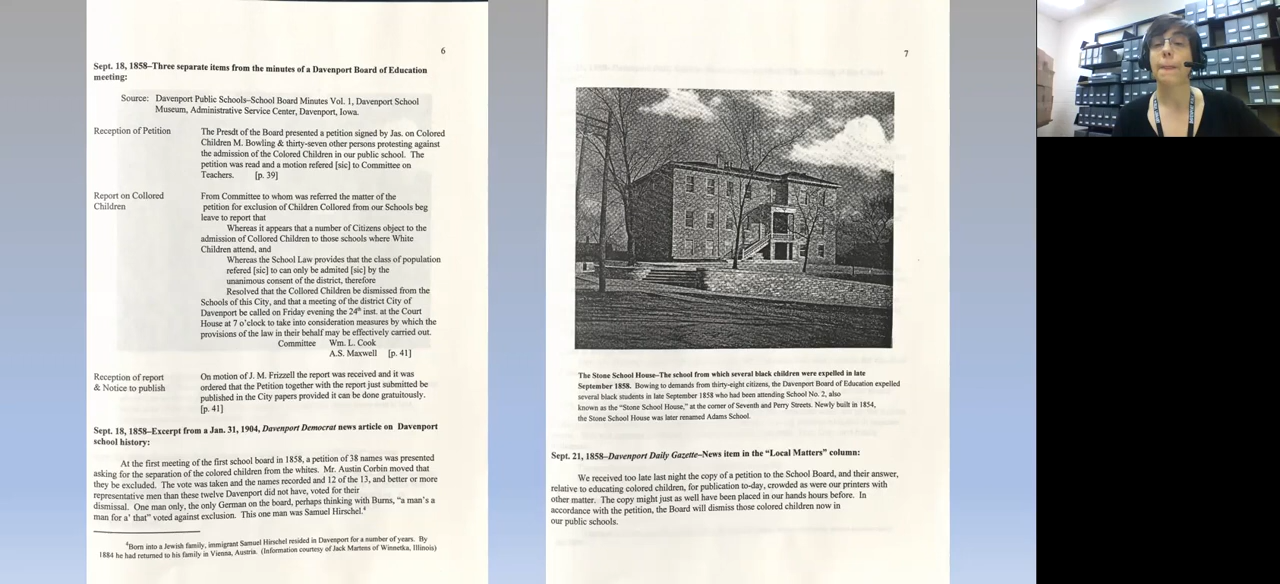 6
Sept. 18, 1858–Three separate items from the minutes of a Davenport Board of Education
meeting:
Source: Davenport Public Schools–School Board Minutes Vol. 1, Davenport School
Museum, Administrative Service Center, Davenport, Iowa.
Reception of Petition
The Presdt of the Board presented a petition signed by Jas. on Colored
Children M. Bowling & thirty-seven other persons protesting against
the admission of the Colored Children in our public school. The
petition was read and a motion refered [sic] to Committee on
Teachers. [p. 39]
Report on Collored
Children
From Committee to whom was referred the matter of the
petition for exclusion of Children Collored from our Schools beg
leave to report that
Whereas it appears that a number of Citizens object to the
admission of Collored Children to those schools where White
Children attend, and
Whereas the School Law provides that the class of population
refered [sic] to can only be admited [sic] by the
unanimous consent of the district, therefore
Resolved that the Collored Children be dismissed from the
Schools of this City, and that a meeting of the district City of
Davenport be called on Friday evening the 24th inst. at the Court
House at 7 o'clock to take into consideration measures by which the
provisions of the law in their behalf may be effectively carried out.
Committee Wm. L. Cook
A.S. Maxwell [p. 41]
Reception of report
& Notice to publish
On motion of J. M. Frizzell the report was received and it was
ordered that the Petition together with the report just submitted be
published in the City papers provided it can be done gratuitously.
[p. 41]
Sept. 18, 1858–Excerpt from a Jan. 31, 1904, Davenport Democrat news article on Davenport
school history:
At the first meeting of the first school board in 1858, a petition of 38 names was presented
asking for the separation of the colored children from the whites. Mr. Austin Corbin moved that
they be excluded. The vote was taken and the names recorded and 12 of the 13, and better or more
representative men than these twelve Davenport did not have, voted for their
dismissal. One man only, the only German on the board, perhaps thinking with Burns, "a man's a
man for a' that" voted against exclusion. This one man was Samuel Hirschel.4
4Born into a Jewish family, immigrant Samuel Hirschel resided in Davenport for a number of years. By
1884 he had returned to his family in Vienna, Austria. (Information courtesy of Jack Martens of Winnetka, Illinois)
7
The Stone School House–The school from which several black children were expelled in late
September 1858. Bowing to demands from thirty-eight citizens, the Davenport Board of Education expelled
several black students in late September 1858 who had been attending School No. 2, also
known as the "Stone School House," at the corner of Seventh and Perry Streets. Newly built in 1854,
the Stone School House was later renamed Adams School.
Sept. 21, 1858–Davenport Daily Gazette–News item in the "Local Matters" column:
We received too late last night the copy of a petition to the School Board, and their answer,
relative to educating colored children, for publication to-day, crowded as were our printers with
other matter. The copy might just as well have been placed in our hands hours before. In
accordance with the petition, the Board will dismiss those colored children now in
our public schools.